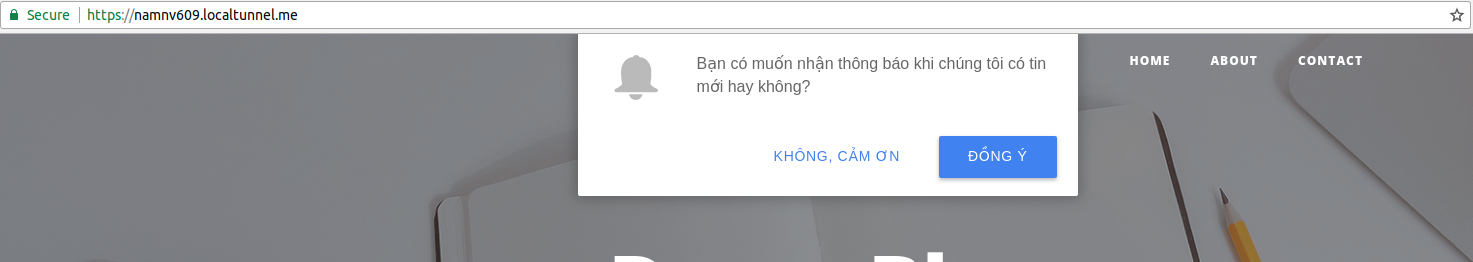 Secure https://namnv609.localtunnel.me
Bạn có muốn nhận thông báo khi chúng tôi có tin
mới hay không?
HOME ABOUT CONTACT
KHÔNG, CẢM ƠN ĐỒNG Ý